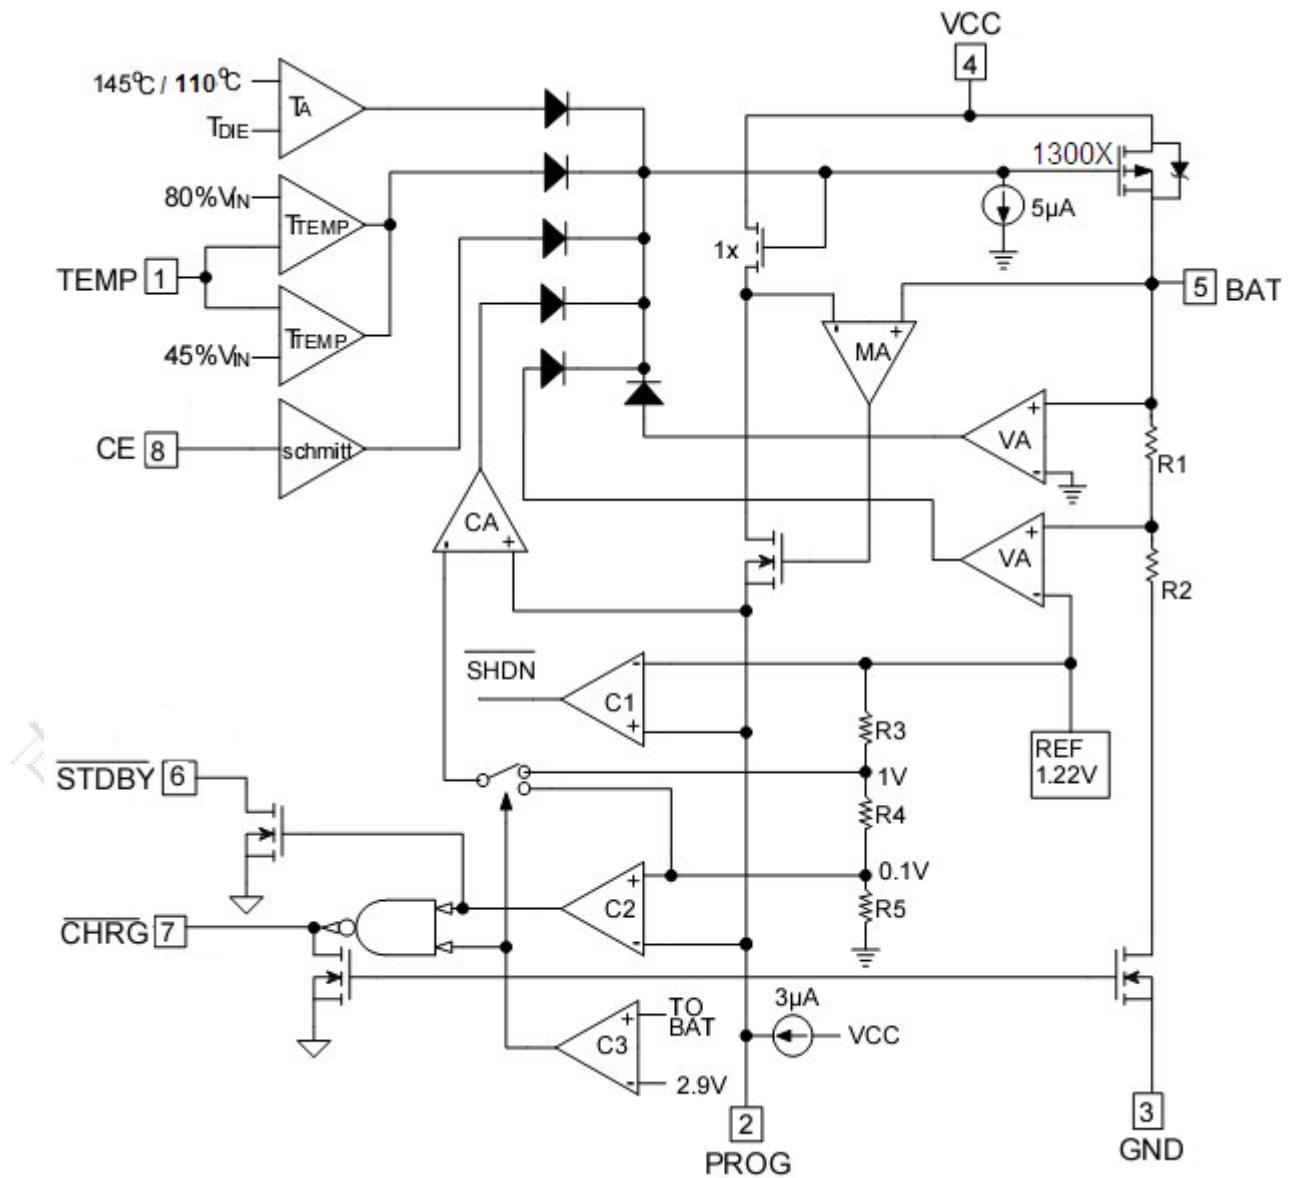 VCC
4
145°C / 110°C
TA
TDIE
1300X
80%VIN
TTEMP
5µA
1x
TEMP 1
5 BAT
TTEMP
45%VIN
- +
MA
CE 8
schmitt
+
VA
-
R1
CA
- +
+
VA
-
R2
SHDN
-
C1
+
R3
REF
1.22V
STDBY 6
1V
R4
0.1V
+
C2
-
R5
CHRG 7
3µA
VCC
TO
BAT
+
C3
-
2.9V
2
PROG
3
GND